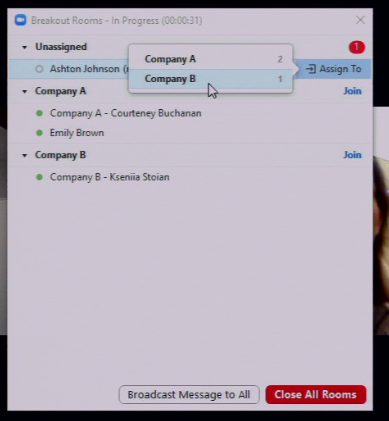 Breakout Rooms - In Progress (00:00:31)
Unassigned 1
Ashton Johnson Assign To
Company A 2
Company B 1
Company A Join
Company A - Courteney Buchanan
Emily Brown
Company B Join
Company B - Kseniia Stoian
Broadcast Message to All Close All Rooms